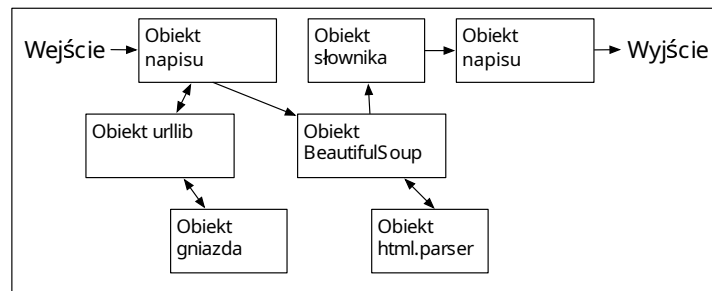 Wejście
Obiekt
napisu
Obiekt
słownika
Obiekt
napisu
Wyjście
Obiekt urllib
Obiekt
BeautifulSoup
Obiekt
gniazda
Obiekt
html.parser